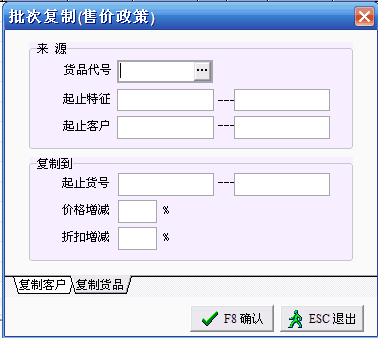 批次复制(售价政策)
来 源
货品代号 ...
起止特征 ---
起止客户 ---
复制到
起止货号 ---
价格增减 %
折扣增减 %
复制客户 复制货品
F8 确认 ESC 退出